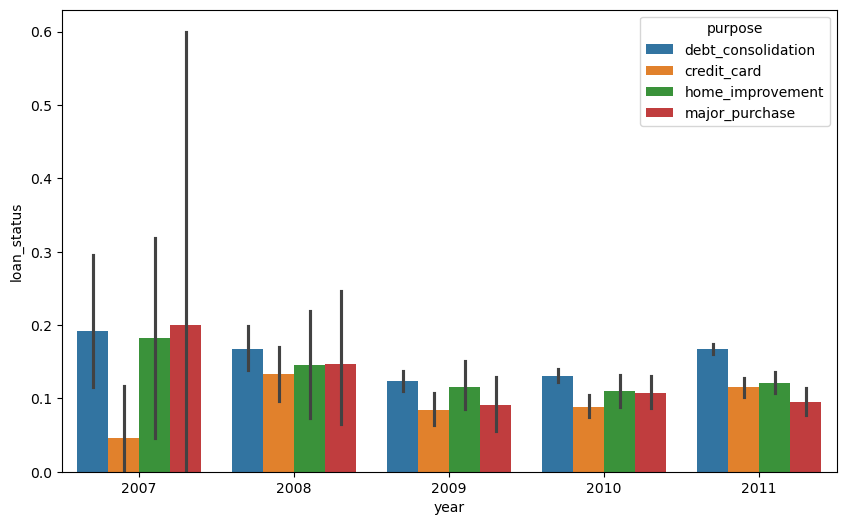 0.6
0.5
0.4
0.3
0.2
0.1
0.0
loan_status
purpose
debt_consolidation
credit_card
home_improvement
major_purchase
2007 2008 2009 2010 2011
year